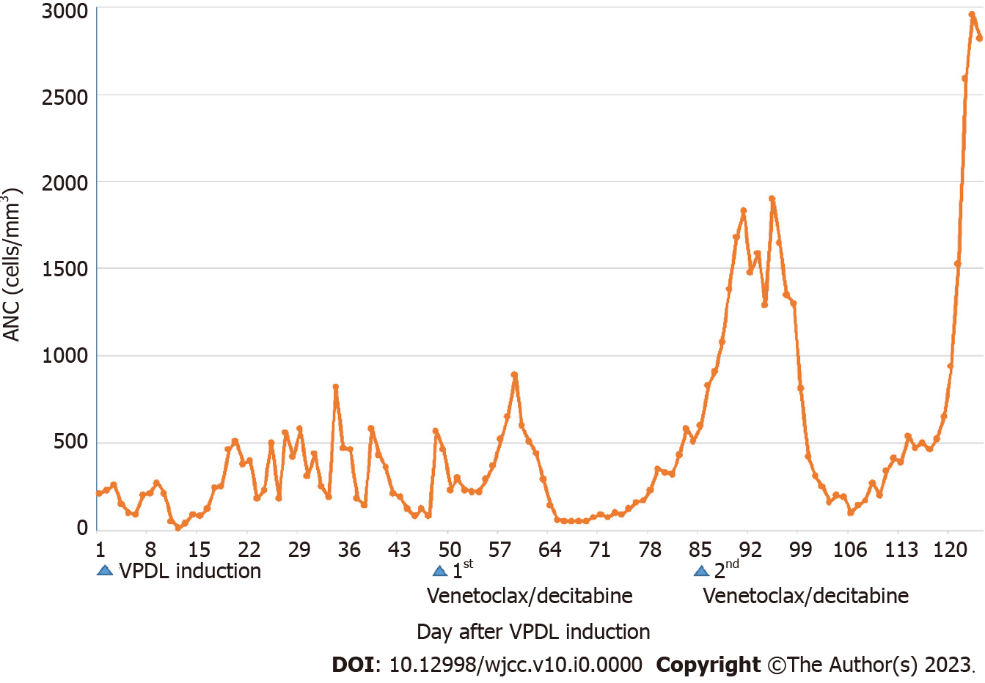 3000
2500
2000
1500
1000
500
0
ANC (cells/mm³)
1 8 15 22 29 36 43 50 57 64 71 78 85 92 99 106 113 120
VPDL induction 1st 2nd
Venetoclax/decitabine Venetoclax/decitabine
Day after VPDL induction
DOI: 10.12998/wjcc.v10.i0.0000 Copyright ©The Author(s) 2023.